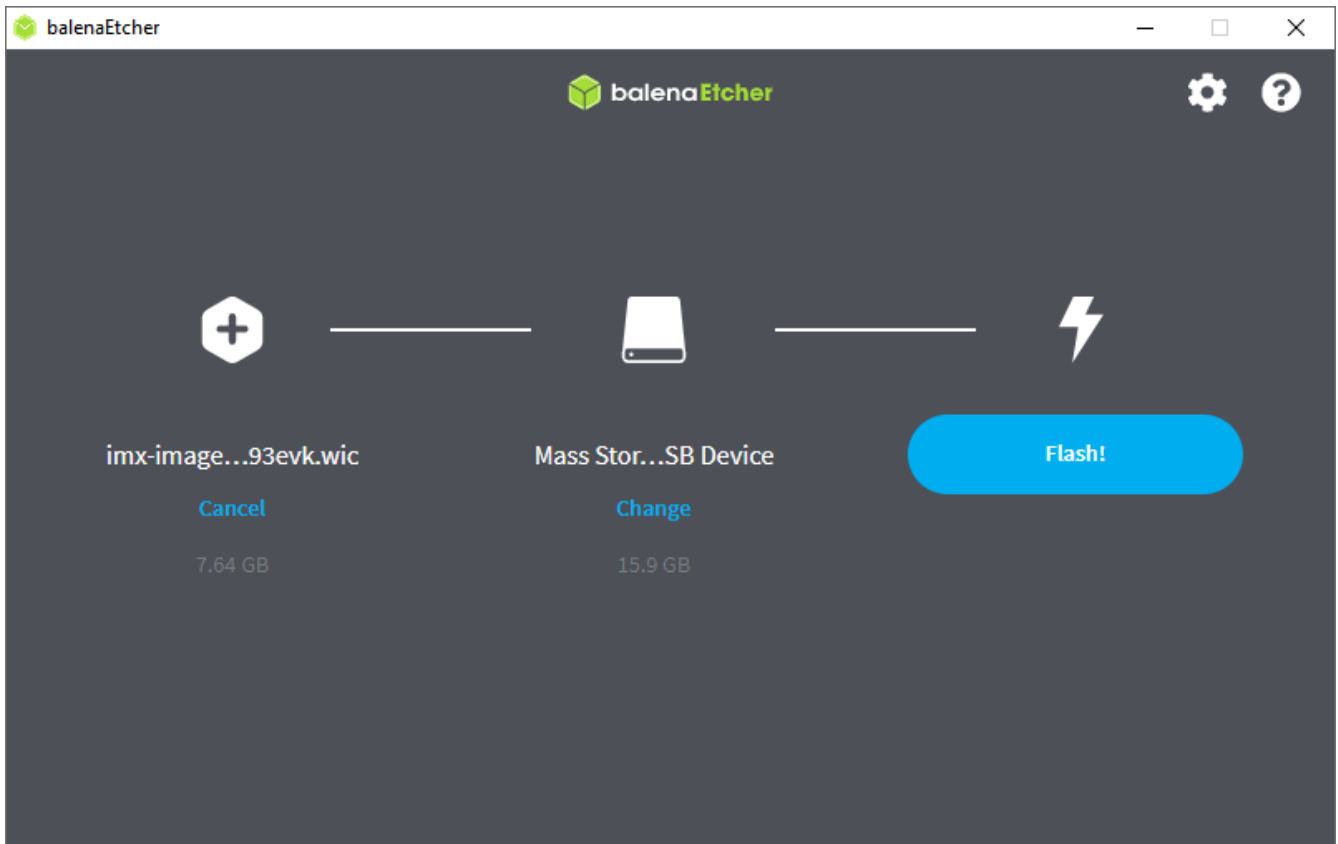 balenaEtcher
balenaEtcher
imx-image...93evk.wic
Cancel
7.64 GB
Mass Stor...SB Device
Change
15.9 GB
Flash!